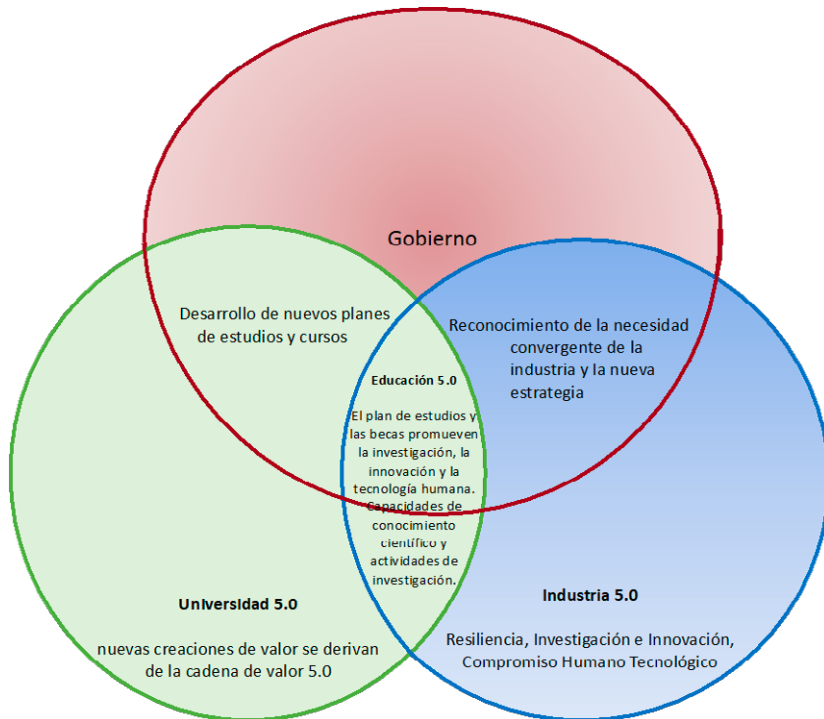 Gobierno
Desarrollo de nuevos planes
de estudios y cursos
Reconocimiento de la necesidad
convergente de la
industria y la nueva
estrategia
Educación 5.0
El plan de estudios y
las becas promueven
la investigación, la
innovación y la
tecnología humana.
Capacidades de
conocimiento
científico y
actividades de
investigación.
Universidad 5.0
nuevas creaciones de valor se derivan
de la cadena de valor 5.0
Industria 5.0
Resiliencia, Investigación e Innovación,
Compromiso Humano Tecnológico